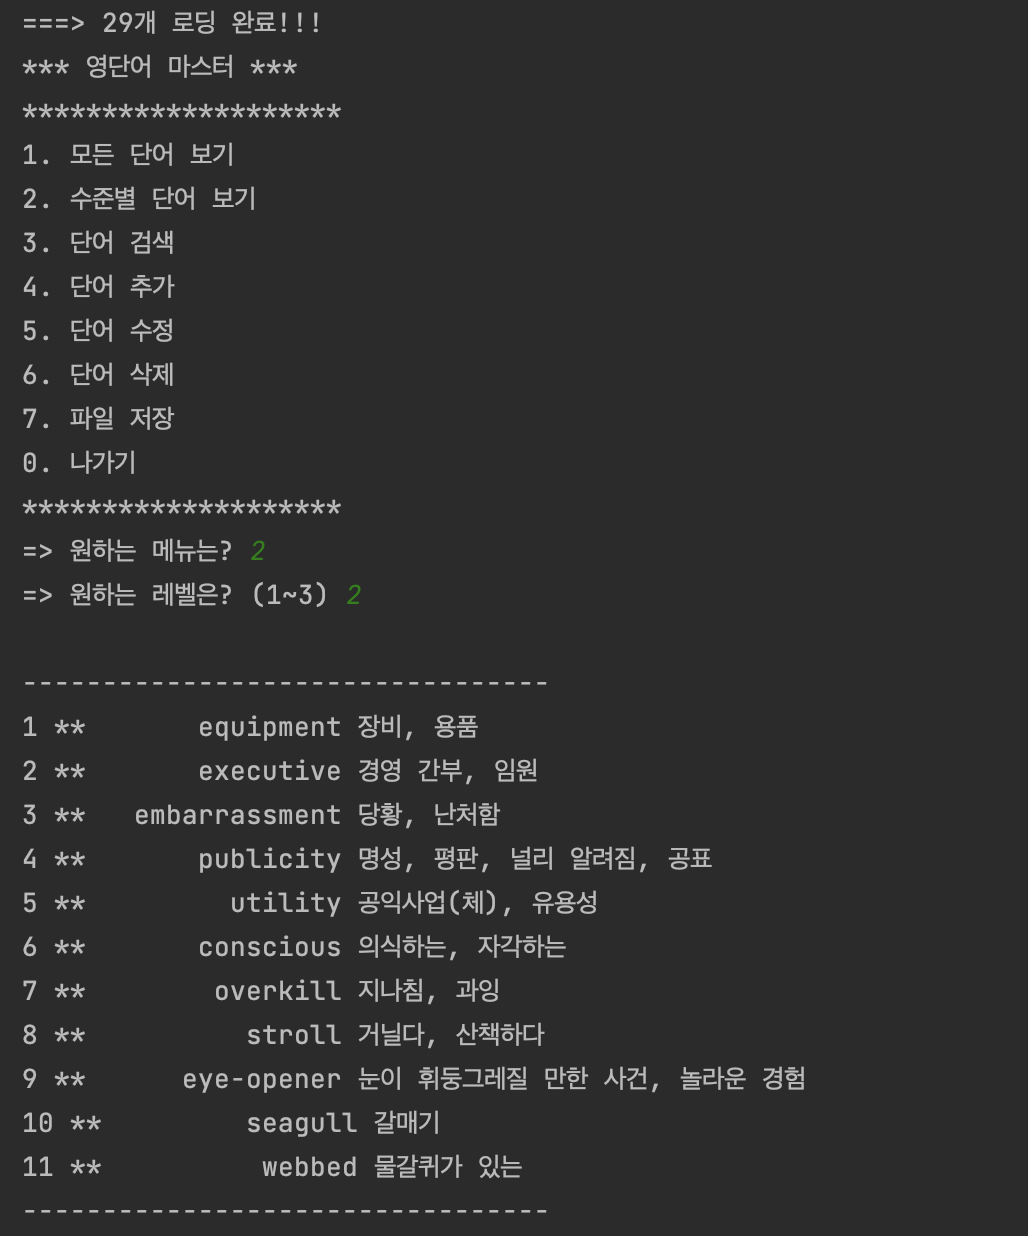 ===> 29개 로딩 완료!!!
*** 영단어 마스터 ***
********************
1. 모든 단어 보기
2. 수준별 단어 보기
3. 단어 검색
4. 단어 추가
5. 단어 수정
6. 단어 삭제
7. 파일 저장
0. 나가기
********************
=> 원하는 메뉴는? 2
=> 원하는 레벨은? (1~3) 2

---------------------------------
1 **       equipment 장비, 용품
2 **       executive 경영 간부, 임원
3 **   embarrassment 당황, 난처함
4 **       publicity 명성, 평판, 널리 알려짐, 공표
5 **         utility 공익사업(체), 유용성
6 **       conscious 의식하는, 자각하는
7 **        overkill 지나침, 과잉
8 **          stroll 거닐다, 산책하다
9 **      eye-opener 눈이 휘둥그레질 만한 사건, 놀라운 경험
10 **         seagull 갈매기
11 **          webbed 물갈퀴가 있는
---------------------------------